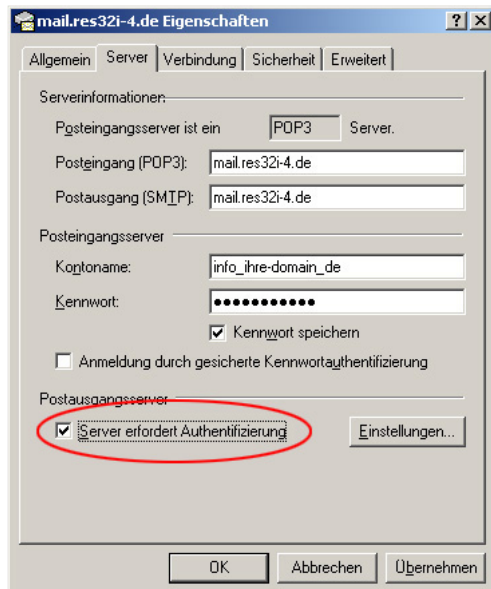 mail.res32i-4.de Eigenschaften
Allgemein Server Verbindung Sicherheit Erweitert
Serverinformationen
Posteingangsserver ist ein POP3 Server.
Posteingang (POP3): mail.res32i-4.de
Postausgang (SMTP): mail.res32i-4.de
Posteingangsserver
Kontoname: info_ihre-domain_de
Kennwort: ●●●●●●●●●●●
Kennwort speichern
Anmeldung durch gesicherte Kennwortauthentifizierung
Postausgangsserver
Server erfordert Authentifizierung Einstellungen...
OK Abbrechen Übernehmen